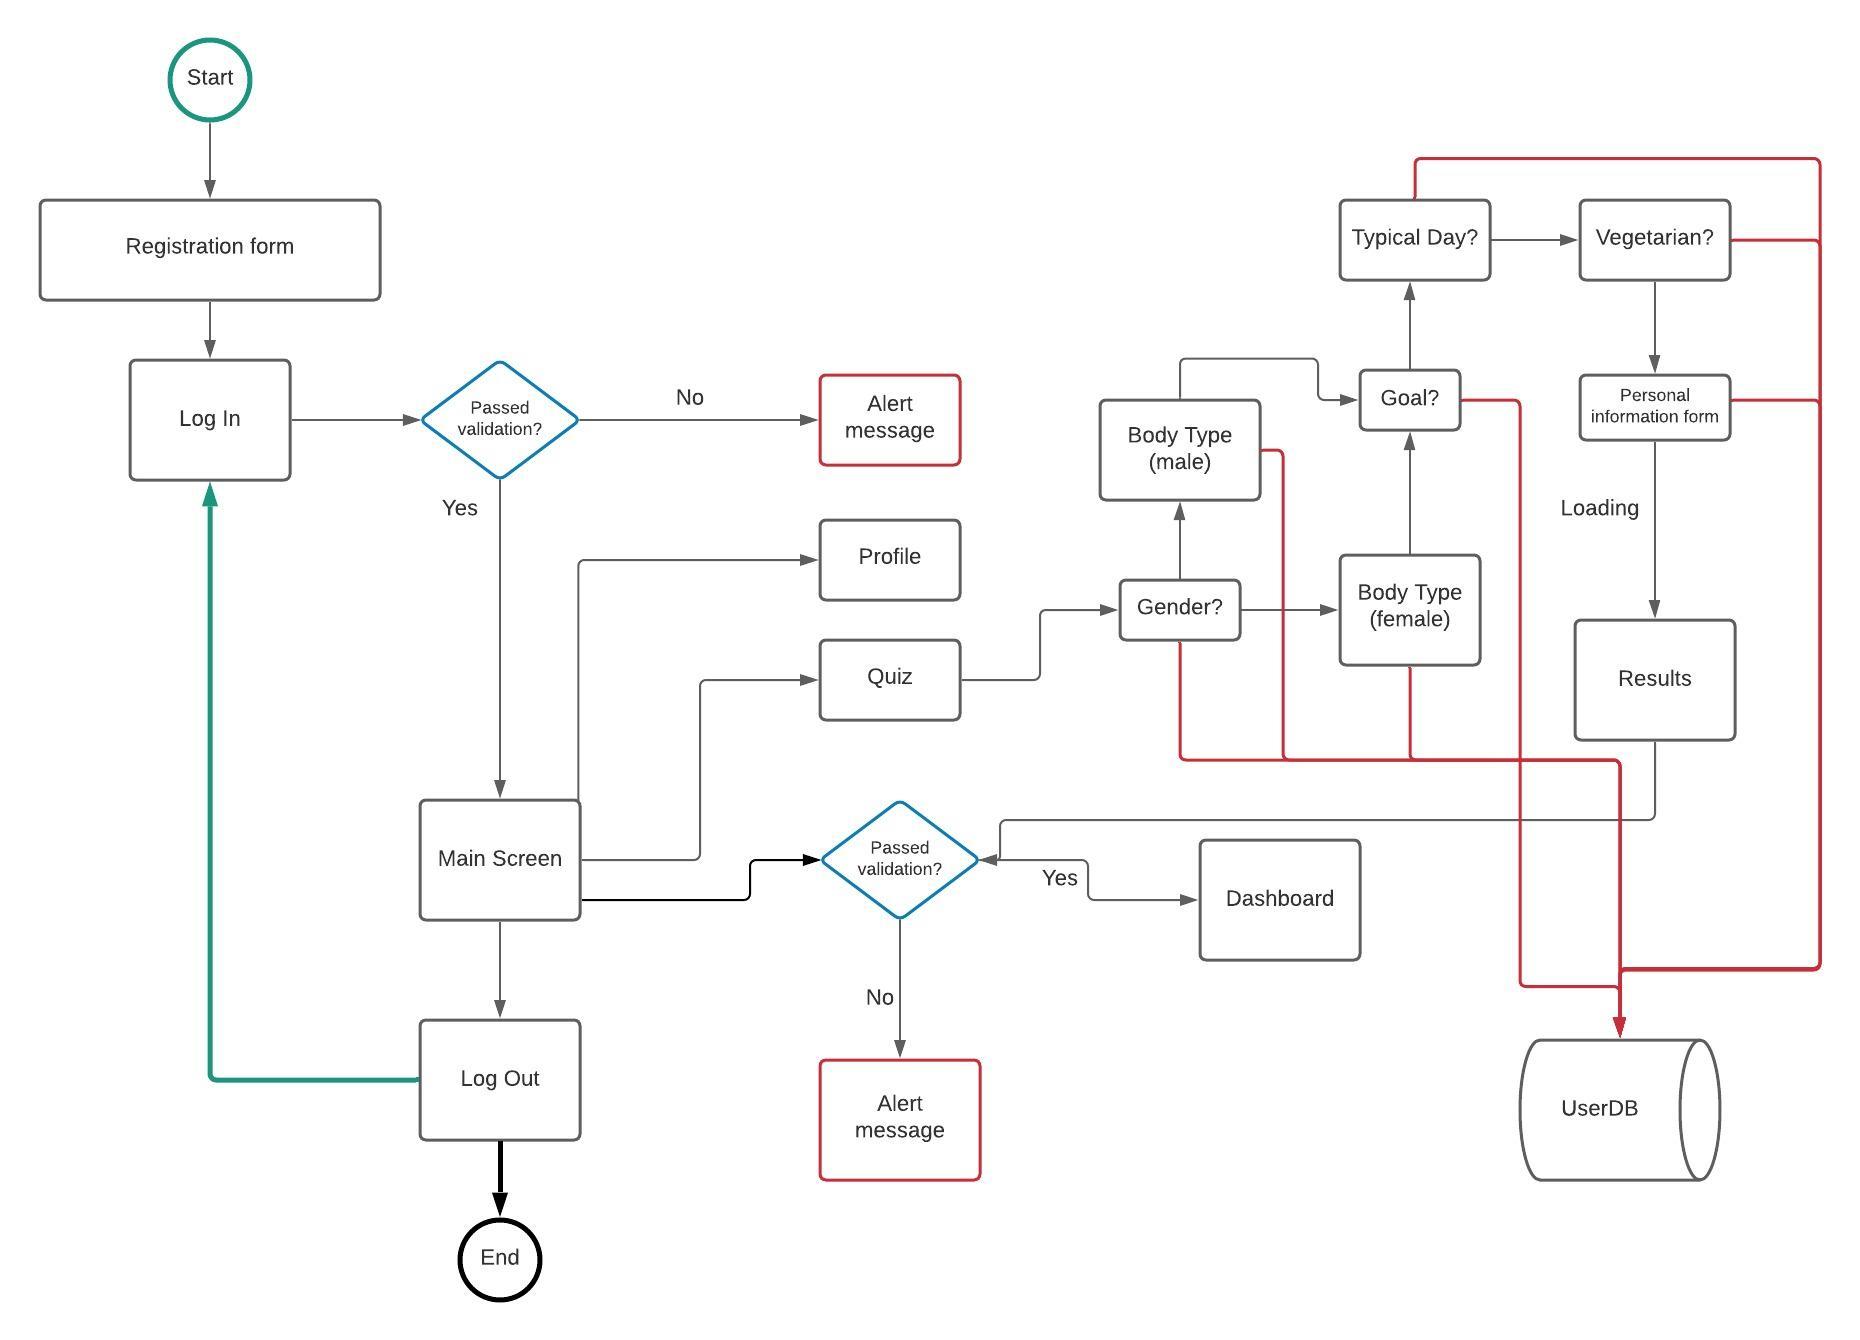 Start
Registration form
Log In
Passed
validation?
No
Alert
message
Yes
Profile
Quiz
Main Screen
Log Out
End
Passed
validation?
Yes
Dashboard
No
Alert
message
Gender?
Body Type
(male)
Body Type
(female)
Goal?
Typical Day?
Vegetarian?
Personal
information form
Loading
Results
UserDB